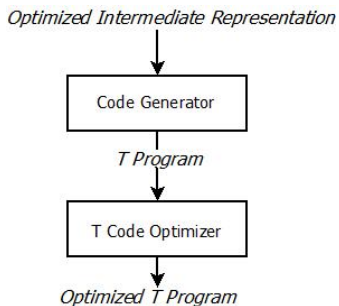 Optimized Intermediate Representation
Code Generator
T Program
T Code Optimizer
Optimized T Program